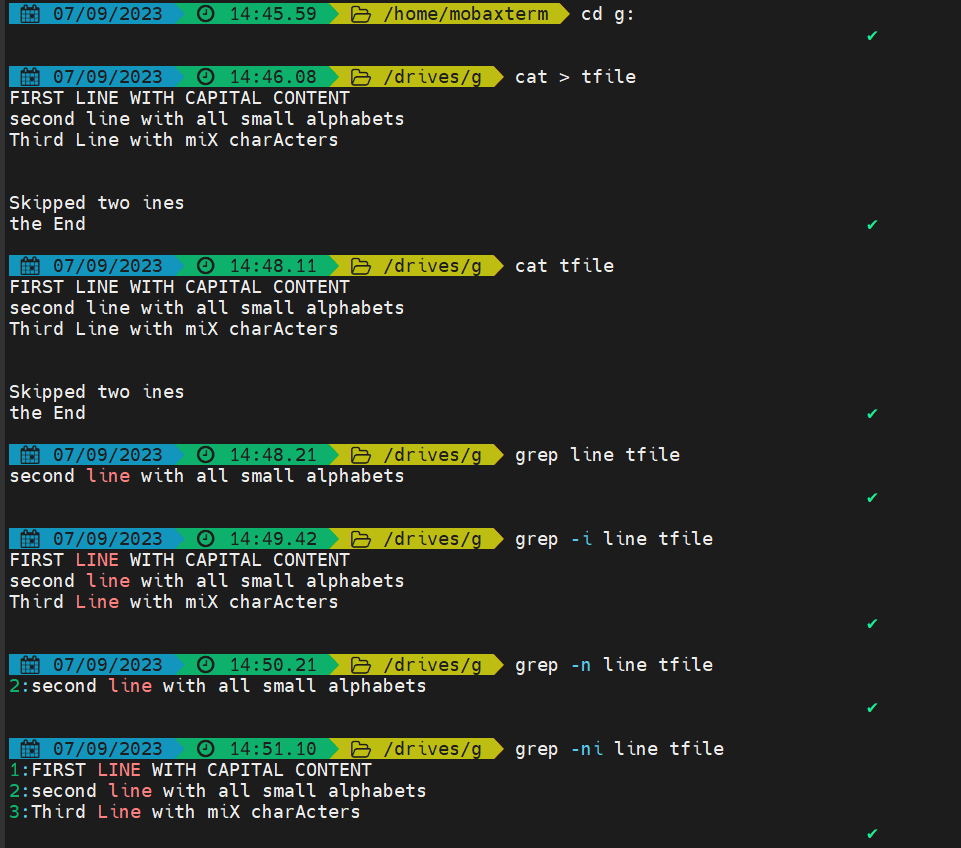 07/09/2023 14:45.59 /home/mobaxterm cd g:
✔
07/09/2023 14:46.08 /drives/g cat > tfile
FIRST LINE WITH CAPITAL CONTENT
second line with all small alphabets
Third Line with miX charActers
Skipped two ines
the End
✔
07/09/2023 14:48.11 /drives/g cat tfile
FIRST LINE WITH CAPITAL CONTENT
second line with all small alphabets
Third Line with miX charActers
Skipped two ines
the End
✔
07/09/2023 14:48.21 /drives/g grep line tfile
second line with all small alphabets
✔
07/09/2023 14:49.42 /drives/g grep -i line tfile
FIRST LINE WITH CAPITAL CONTENT
second line with all small alphabets
Third Line with miX charActers
✔
07/09/2023 14:50.21 /drives/g grep -n line tfile
2:second line with all small alphabets
✔
07/09/2023 14:51.10 /drives/g grep -ni line tfile
1:FIRST LINE WITH CAPITAL CONTENT
2:second line with all small alphabets
3:Third Line with miX charActers
✔